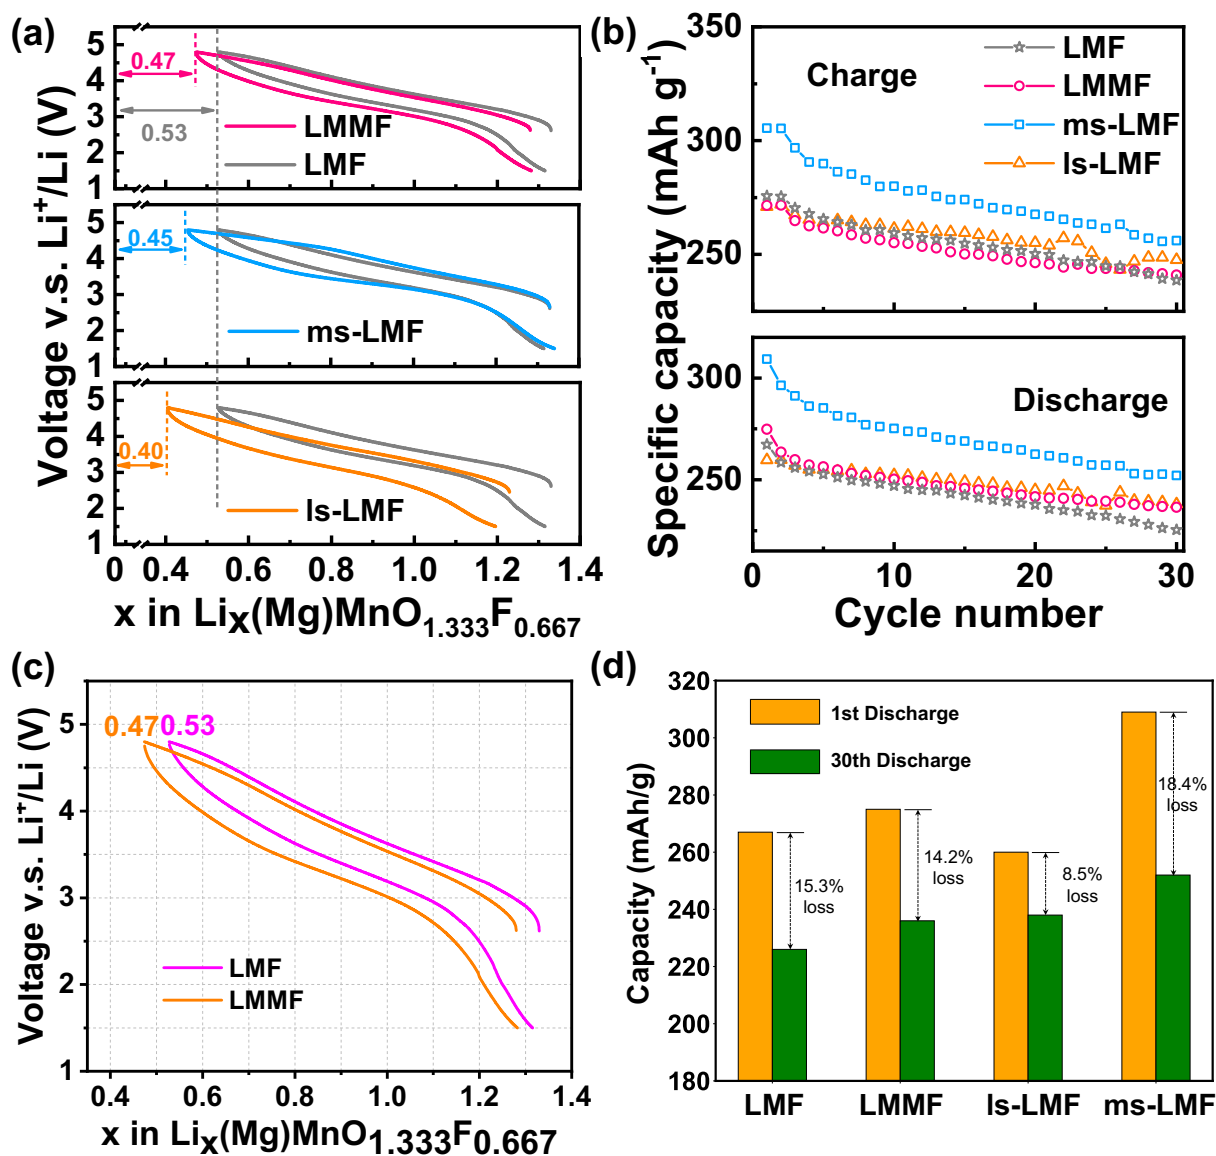 (a)
5
4
3
2
1
0.47
0.53
LMMF
LMF
5
4
3
2
1
0.45
ms-LMF
5
4
3
2
1
0.40
ls-LMF
0 0.4 0.6 0.8 1.0 1.2 1.4
Voltage v.s. Li⁺/Li (V)
x in LiX(Mg)MnO1.333F0.667
(b)
Charge
LMF
LMMF
ms-LMF
ls-LMF
300
250
Discharge
300
250
0 10 20 30
Specific capacity (mAh g⁻¹)
Cycle number
(c)
0.47 0.53
5
4
3
2
1
LMF
LMMF
0.4 0.6 0.8 1.0 1.2 1.4
Voltage v.s. Li⁺/Li (V)
x in LiX(Mg)MnO1.333F0.667
(d)
320
300
280
260
240
220
200
180
Capacity (mAh/g)
1st Discharge
30th Discharge
15.3%
loss
14.2%
loss
8.5%
loss
18.4%
loss
LMF LMMF ls-LMF ms-LMF